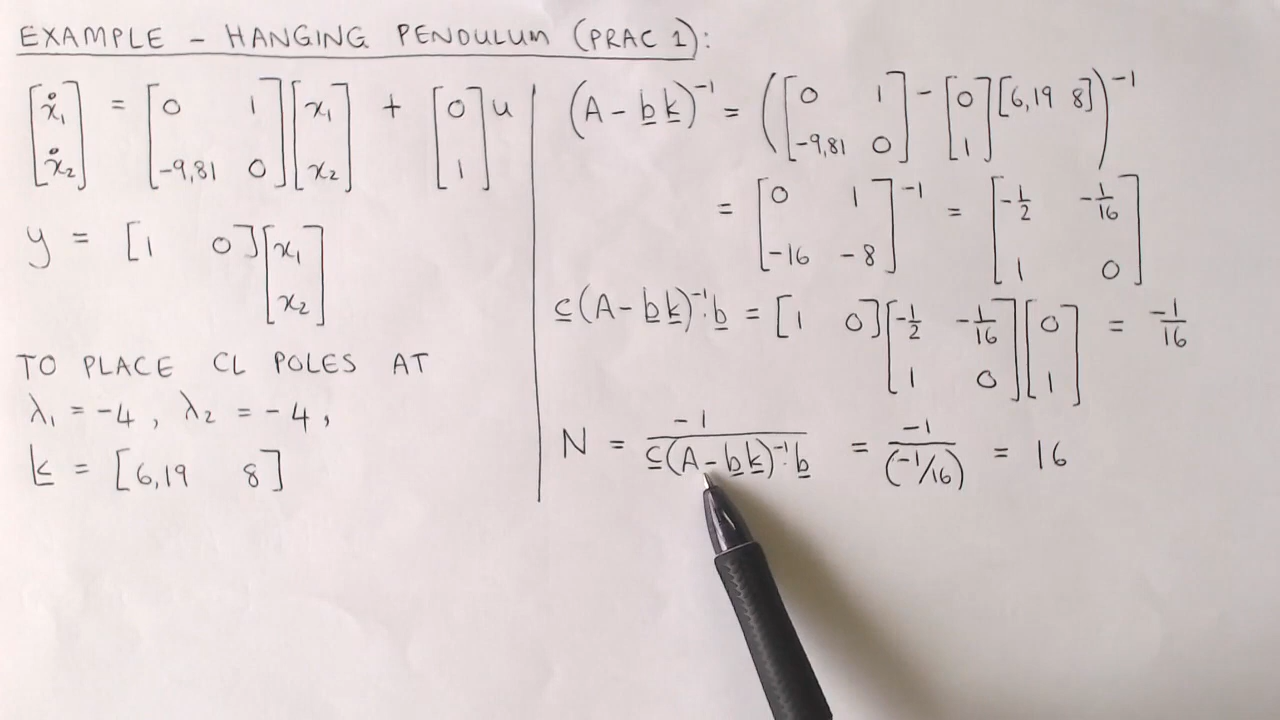 EXAMPLE – HANGING PENDULUM (PRAC 1):
[ẋ₁ ẋ₂] = [0 1 -9,81 0][x₁ x₂] + [0 1]u
y = [1 0][x₁ x₂]
TO PLACE CL POLES AT
λ₁ = -4, λ₂ = -4,
k = [6,19 8]
(A - b k)⁻¹ = ([0 1 -9,81 0] - [0 1][6,19 8])⁻¹
= [0 1 -16 -8]⁻¹ = [-1/2 -1/16 1 0]
c(A - b k)⁻¹·b = [1 0][-1/2 -1/16 1 0][0 1] = -1/16
N = -1/c(A - b k)⁻¹·b = -1/(-1/16) = 16